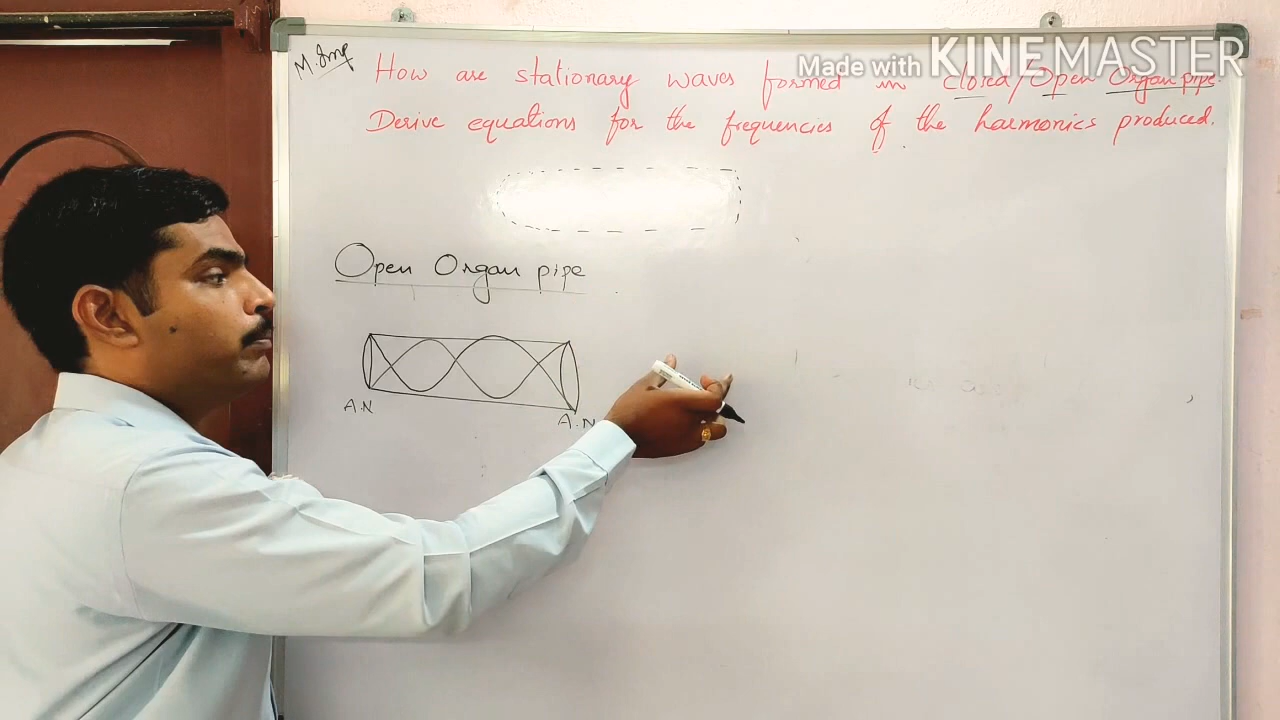 Made with KINEMASTER
M.Imp
How are stationary waves formed in closed/Open Organ pipe.
Derive equations for the frequencies of the harmonics produced.
Open Organ pipe
A.N
A.N